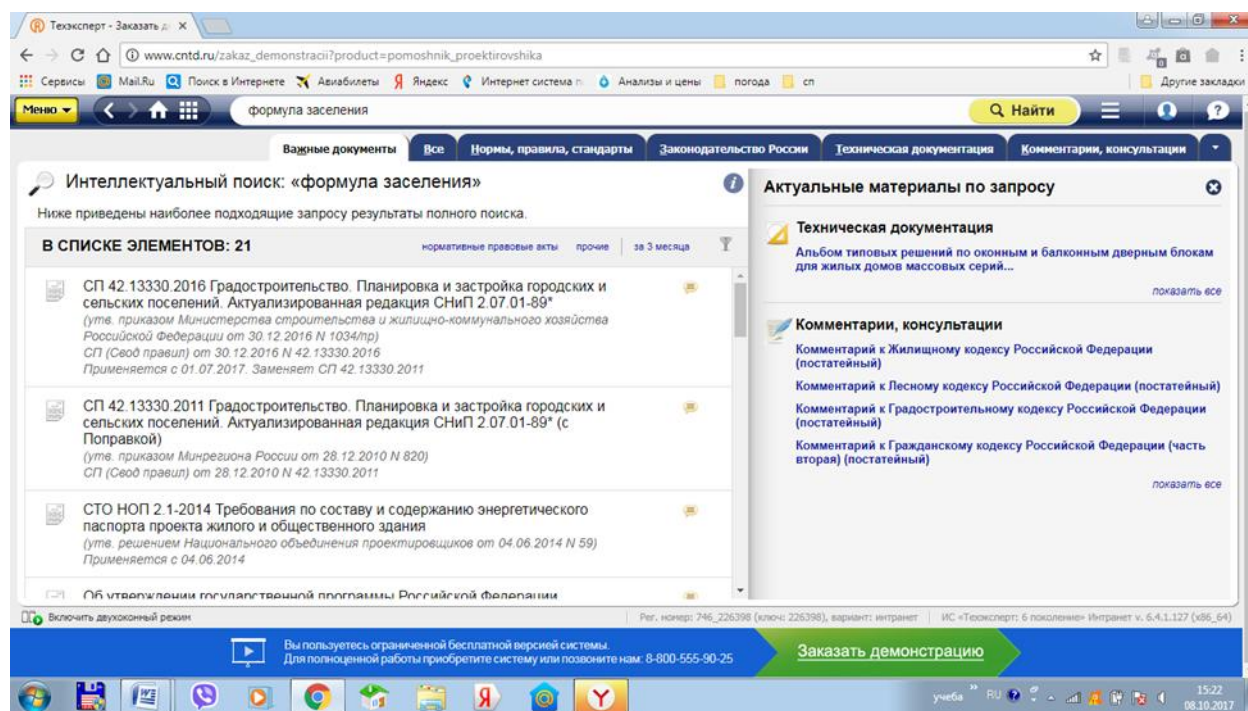 Техэксперт - Заказать д
www.cntd.ru/zakaz_demonstracii?product=pomoshnik_proektirovshika
Сервисы Mail.Ru Поиск в Интернете Авиабилеты Яндекс Интернет система п Анализы и цены погода сп Другие закладки
Меню формула заселения Найти
Важные документы Все Нормы, правила, стандарты Законодательство России Техническая документация Комментарии, консультации
Интеллектуальный поиск: «формула заселения»
Ниже приведены наиболее подходящие запросу результаты полного поиска.
В СПИСКЕ ЭЛЕМЕНТОВ: 21 нормативные правовые акты прочие за 3 месяца
СП 42.13330.2016 Градостроительство. Планировка и застройка городских и
сельских поселений. Актуализированная редакция СНиП 2.07.01-89*
(утв. приказом Министерства строительства и жилищно-коммунального хозяйства
Российской Федерации от 30.12.2016 N 1034/пр)
СП (Свод правил) от 30.12.2016 N 42.13330.2016
Применяется с 01.07.2017. Заменяет СП 42.13330.2011
СП 42.13330.2011 Градостроительство. Планировка и застройка городских и
сельских поселений. Актуализированная редакция СНиП 2.07.01-89* (с
Поправкой)
(утв. приказом Минрегиона России от 28.12.2010 N 820)
СП (Свод правил) от 28.12.2010 N 42.13330.2011
СТО НОП 2.1-2014 Требования по составу и содержанию энергетического
паспорта проекта жилого и общественного здания
(утв. решением Национального объединения проектировщиков от 04.06.2014 N 59)
Применяется с 04.06.2014
Об утверждении государственной программы Российской Федерации
Актуальные материалы по запросу
Техническая документация
Альбом типовых решений по оконным и балконным дверным блокам
для жилых домов массовых серий...
показать все
Комментарии, консультации
Комментарий к Жилищному кодексу Российской Федерации
(постатейный)
Комментарий к Лесному кодексу Российской Федерации (постатейный)
Комментарий к Градостроительному кодексу Российской Федерации
(постатейный)
Комментарий к Гражданскому кодексу Российской Федерации (часть
вторая) (постатейный)
показать все
Включить двухоконный режим Рег. номер: 746_226398 (ключ: 226398), вариант: интранет ИС «Техэксперт: 6 поколение» Интранет v. 6.4.1.127 (x86_64)
Вы пользуетесь ограниченной бесплатной версией системы.
Для полноценной работы приобретите систему или позвоните нам: 8-800-555-90-25
Заказать демонстрацию
учеба RU 15:22
08.10.2017